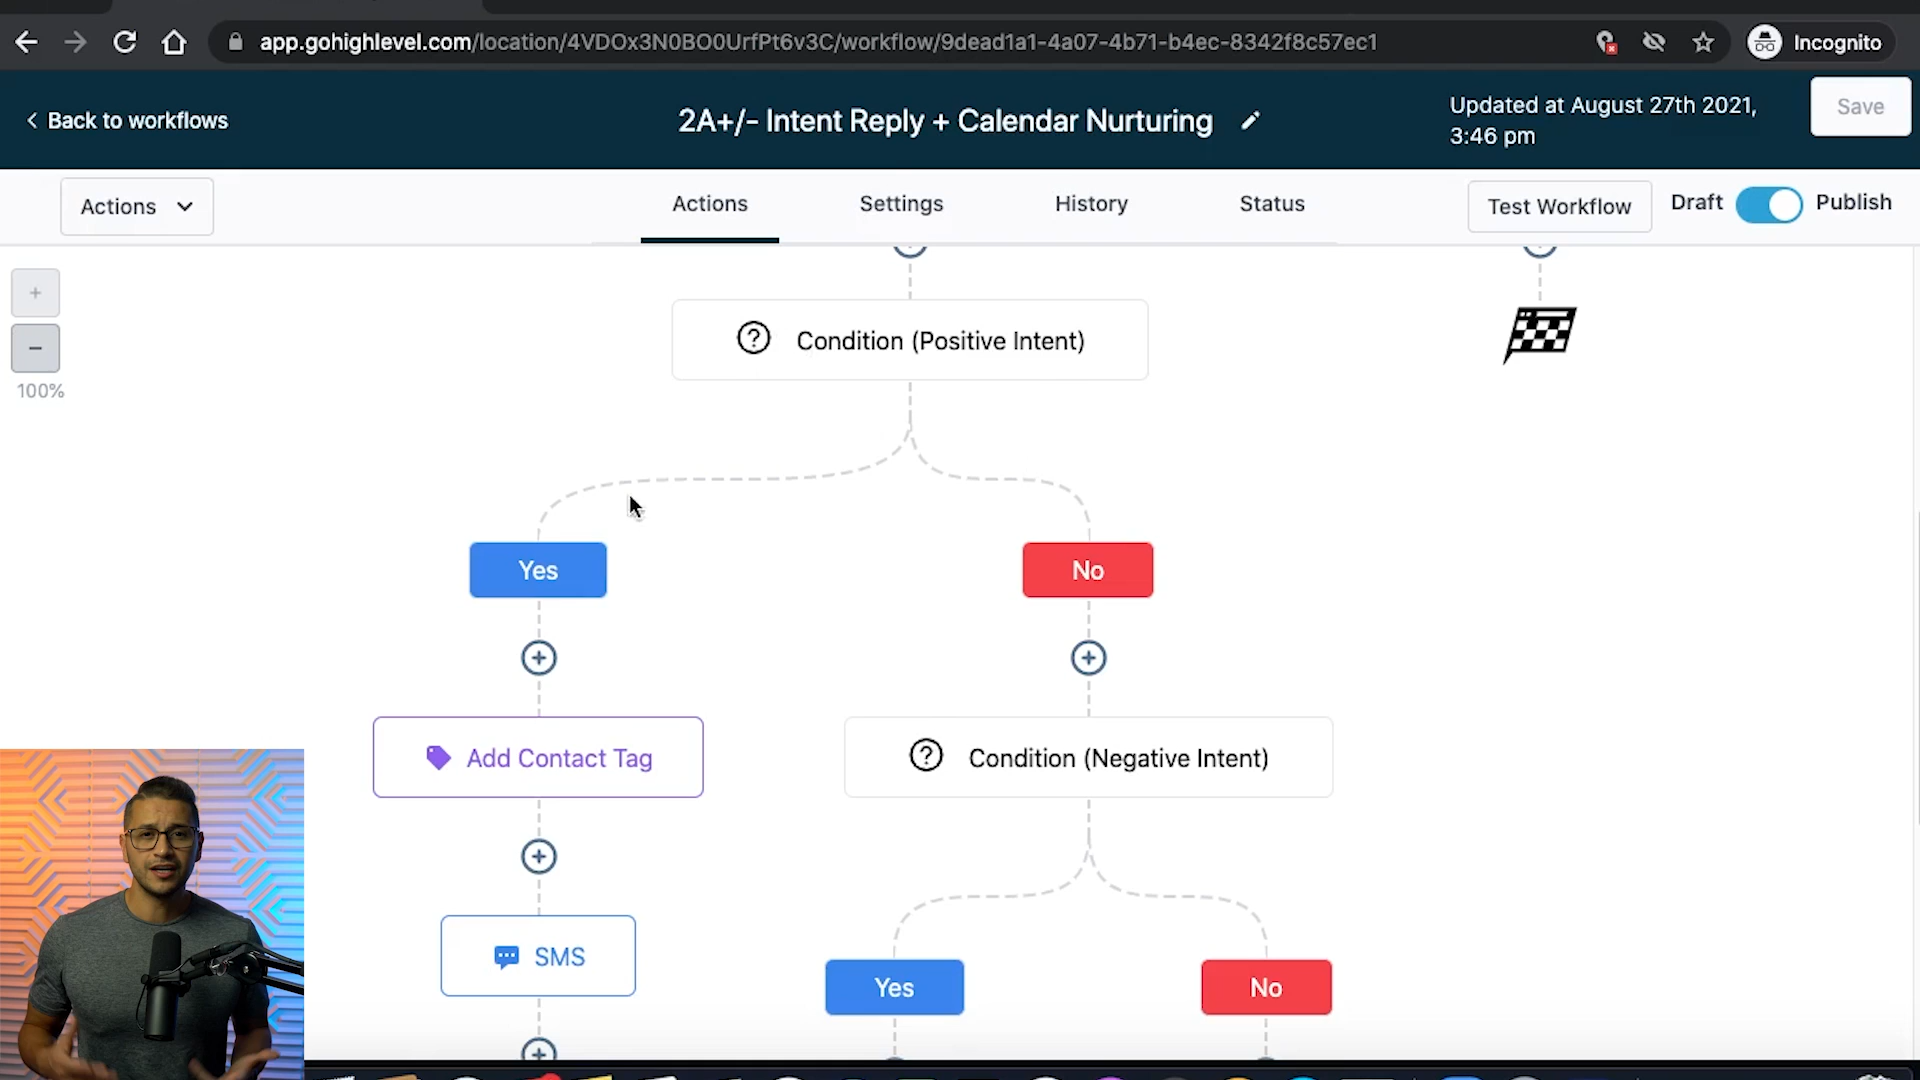 app.gohighlevel.com/location/4VDOx3N0BO0UrfPt6v3C/workflow/9dead1a1-4a07-4b71-b4ec-8342f8c57ec1
Incognito
Back to workflows
2A+/- Intent Reply + Calendar Nurturing
Updated at August 27th 2021,
3:46 pm
Save
Actions
Actions
Settings
History
Status
Test Workflow
Draft
Publish
100%
Condition (Positive Intent)
Yes
No
Add Contact Tag
Condition (Negative Intent)
SMS
Yes
No